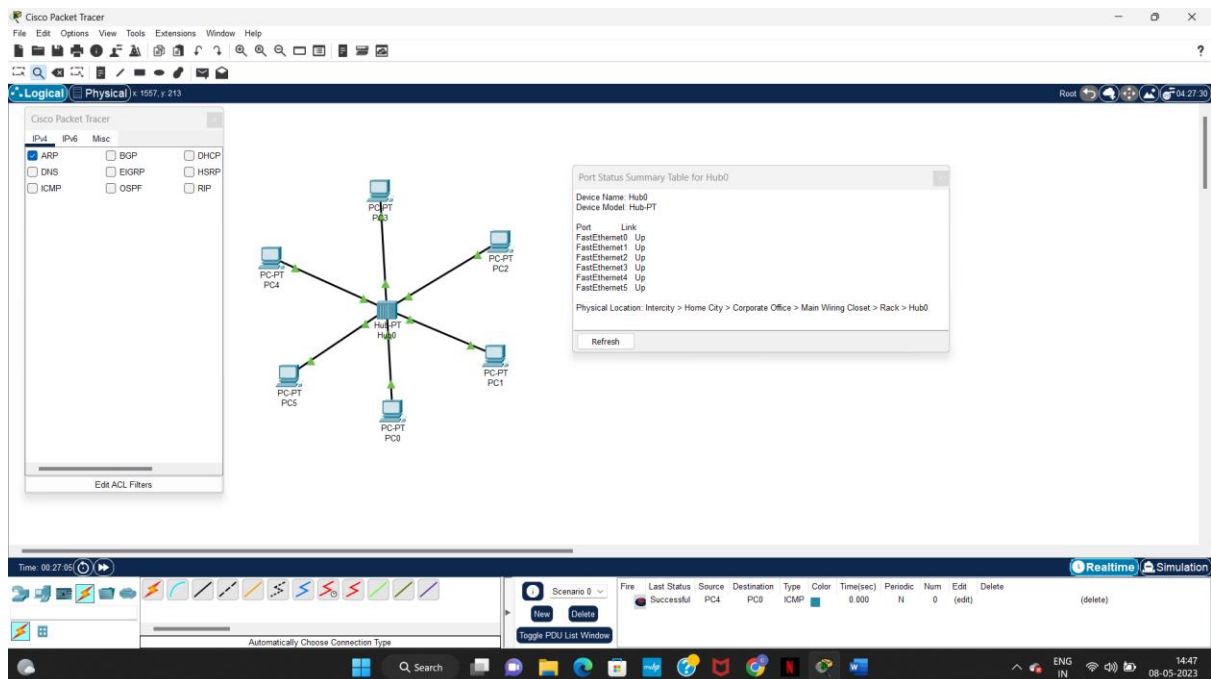 Cisco Packet Tracer
File Edit Options View Tools Extensions Window Help
?
Logical Physical x: 1557, y: 213 Root 04:27:30
Cisco Packet Tracer
IPv4 IPv6 Misc
ARP BGP DHCP
DNS EIGRP HSRP
ICMP OSPF RIP
Edit ACL Filters
PC-PT
PC3
PC-PT
PC2
PC-PT
PC4
Hub-PT
Hub0
PC-PT
PC1
PC-PT
PC5
PC-PT
PC0
Port Status Summary Table for Hub0
Device Name: Hub0
Device Model: Hub-PT
Port Link
FastEthernet0 Up
FastEthernet1 Up
FastEthernet2 Up
FastEthernet3 Up
FastEthernet4 Up
FastEthernet5 Up
Physical Location: Intercity > Home City > Corporate Office > Main Wiring Closet > Rack > Hub0
Refresh
Time: 00:27:05 Realtime Simulation
Automatically Choose Connection Type
Scenario 0
New Delete
Toggle PDU List Window
Fire Last Status Source Destination Type Color Time(sec) Periodic Num Edit Delete
Successful PC4 PC0 ICMP 0.000 N 0 (edit) (delete)
Search
ENG
IN
14:47
08-05-2023